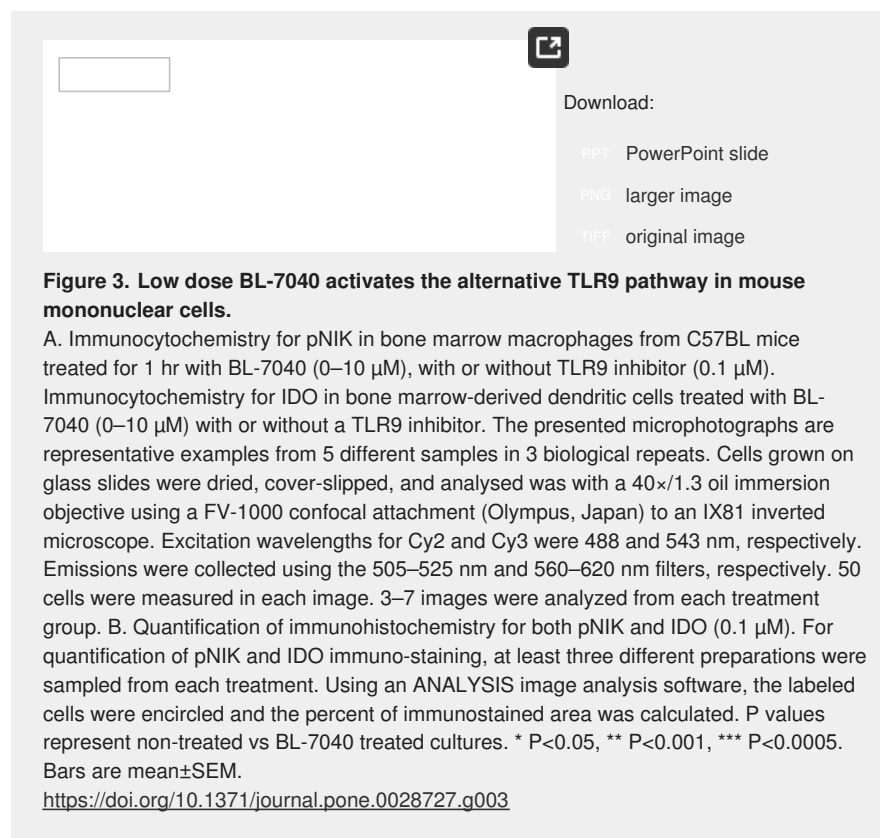 Download:
PPT PowerPoint slide
PNG larger image
TIFF original image
Figure 3. Low dose BL-7040 activates the alternative TLR9 pathway in mouse
mononuclear cells.
A. Immunocytochemistry for pNIK in bone marrow macrophages from C57BL mice
treated for 1 hr with BL-7040 (0–10 μM), with or without TLR9 inhibitor (0.1 μM).
Immunocytochemistry for IDO in bone marrow-derived dendritic cells treated with BL-
7040 (0–10 μM) with or without a TLR9 inhibitor. The presented microphotographs are
representative examples from 5 different samples in 3 biological repeats. Cells grown on
glass slides were dried, cover-slipped, and analysed was with a 40×/1.3 oil immersion
objective using a FV-1000 confocal attachment (Olympus, Japan) to an IX81 inverted
microscope. Excitation wavelengths for Cy2 and Cy3 were 488 and 543 nm, respectively.
Emissions were collected using the 505–525 nm and 560–620 nm filters, respectively. 50
cells were measured in each image. 3–7 images were analyzed from each treatment
group. B. Quantification of immunohistochemistry for both pNIK and IDO (0.1 μM). For
quantification of pNIK and IDO immuno-staining, at least three different preparations were
sampled from each treatment. Using an ANALYSIS image analysis software, the labeled
cells were encircled and the percent of immunostained area was calculated. P values
represent non-treated vs BL-7040 treated cultures. * P<0.05, ** P<0.001, *** P<0.0005.
Bars are mean±SEM.
https://doi.org/10.1371/journal.pone.0028727.g003